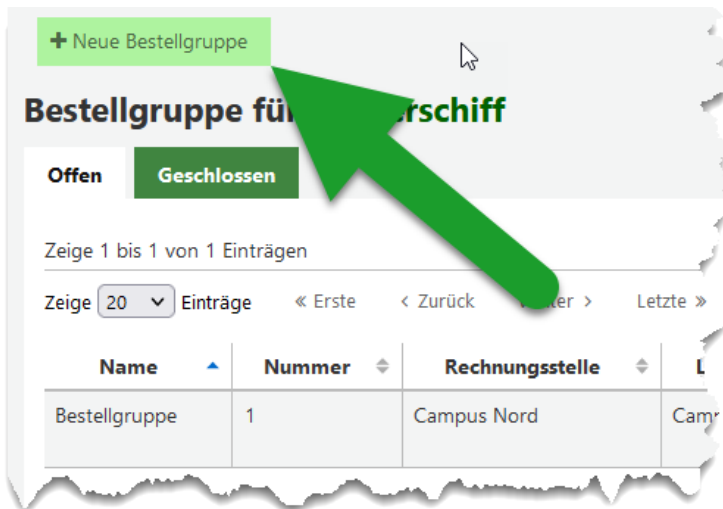 + Neue Bestellgruppe
Bestellgruppe
Offen Geschlossen
Zeige 1 bis 1 von 1 Einträgen
Zeige 20 Einträge « Erste < Zurück > Letzte »
Name Nummer Rechnungsstelle
Bestellgruppe 1 Campus Nord